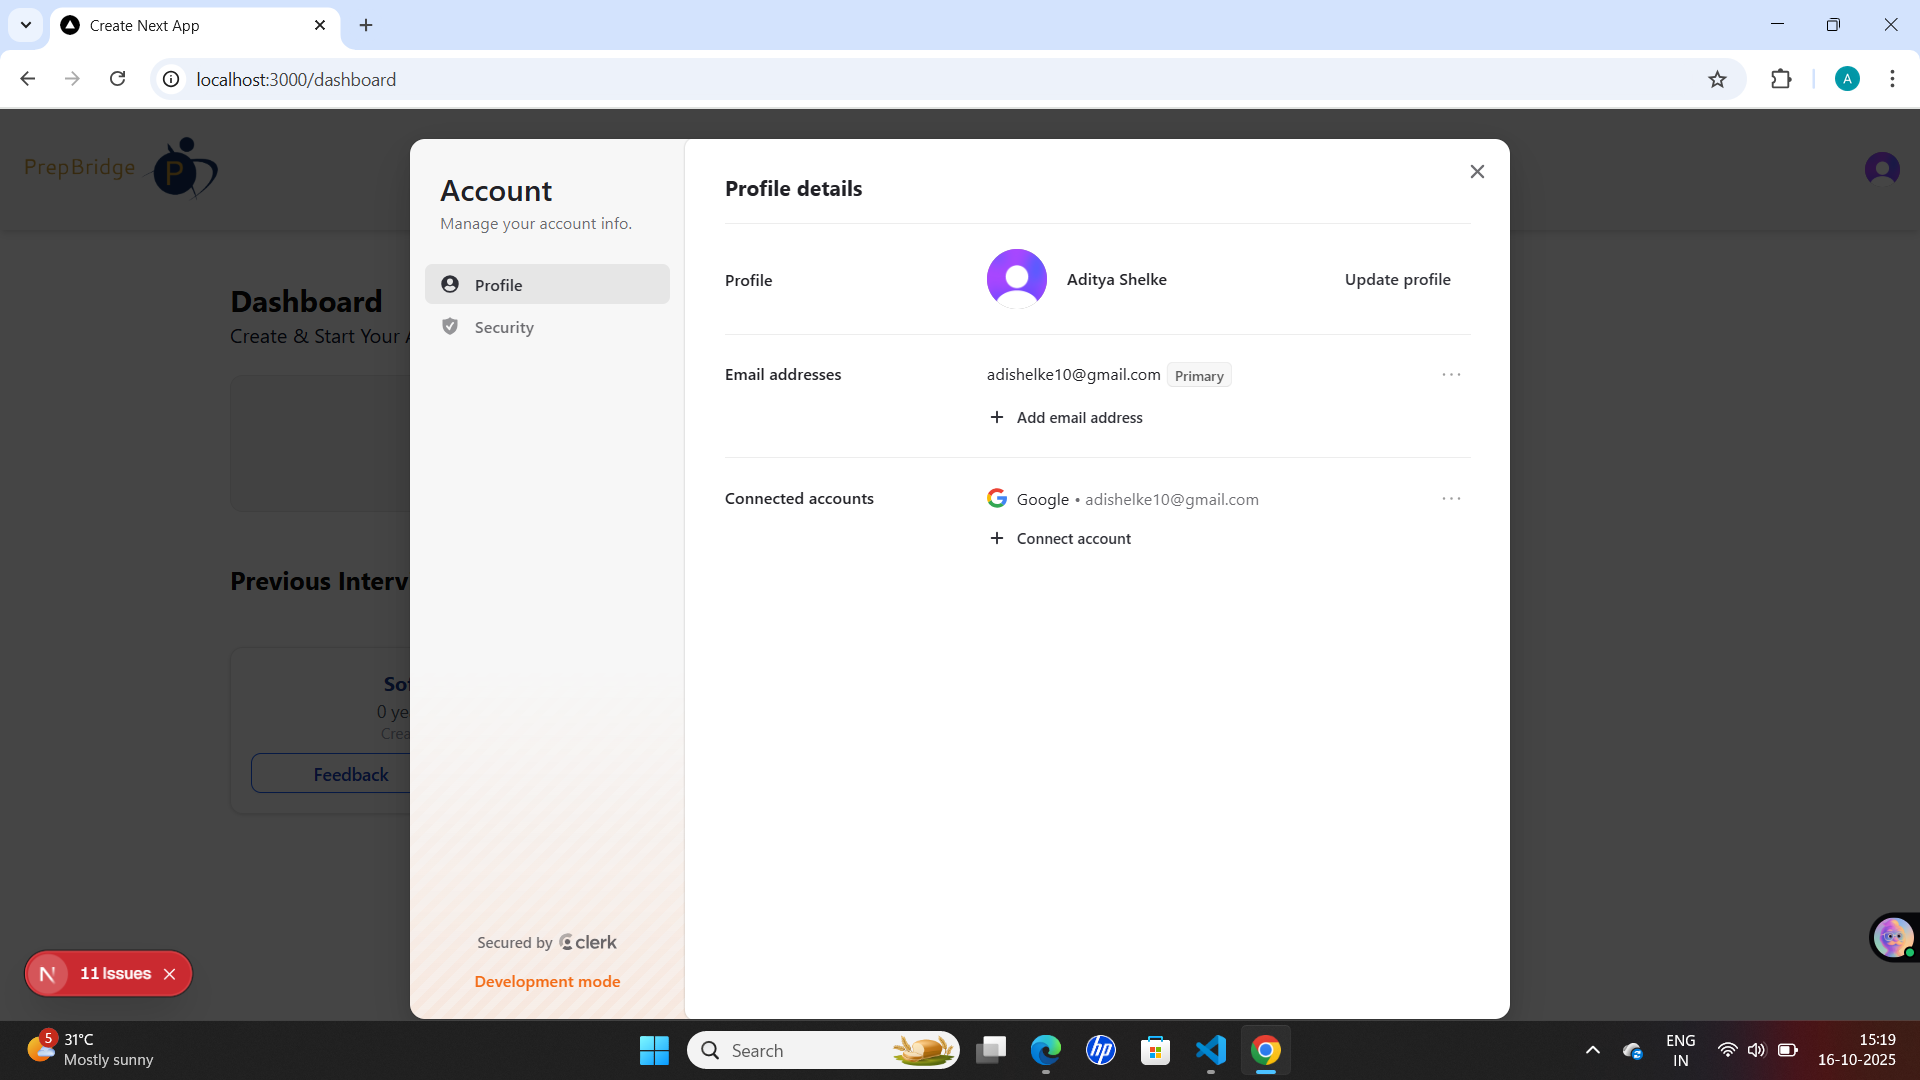 Create Next App
localhost:3000/dashboard
A
PrepBridge P
Account
Manage your account info.
Profile
Security
Secured by clerk
Development mode
Profile details
Profile
Aditya Shelke
Update profile
Email addresses
adishelke10@gmail.com Primary
Add email address
Connected accounts
Google • adishelke10@gmail.com
Connect account
Dashboard
Create & Start Your
Previous Interv
0 ye
Crea
Feedback
N 11 Issues
5
31°C
Mostly sunny
Search
hp
ENG
IN
15:19
16-10-2025